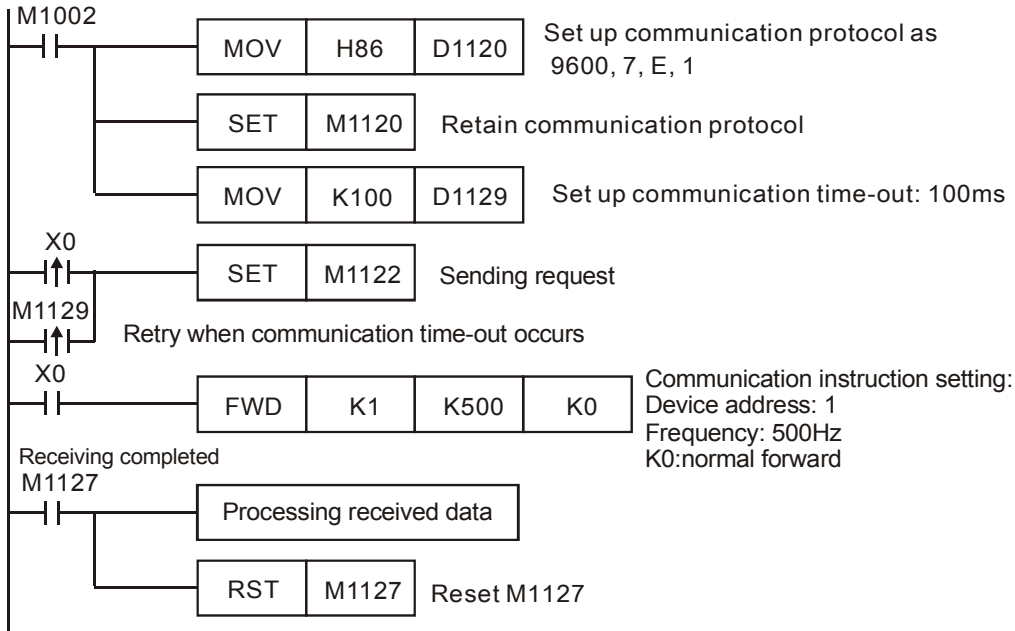 M1002
MOV H86 D1120 Set up communication protocol as
9600, 7, E, 1
SET M1120 Retain communication protocol
MOV K100 D1129 Set up communication time-out: 100ms
X0
SET M1122 Sending request
M1129
Retry when communication time-out occurs
X0
FWD K1 K500 K0
Communication instruction setting:
Device address: 1
Frequency: 500Hz
K0:normal forward
Receiving completed
M1127
Processing received data
RST M1127 Reset M1127